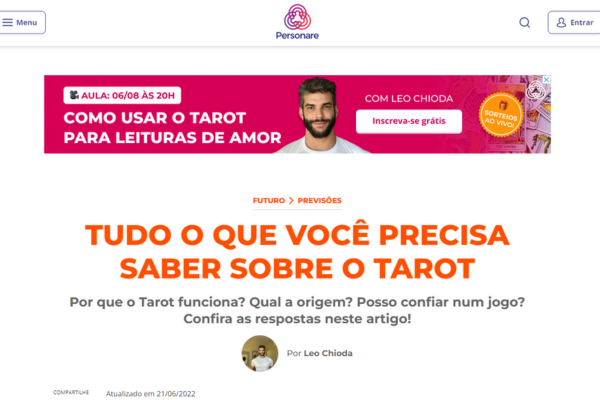 Menu
Personare
Entrar
AULA: 06/08 ÀS 20H
COMO USAR O TAROT
PARA LEITURAS DE AMOR
COM LEO CHIODA
Inscreva-se grátis
SORTEIOS
AO VIVO!
FUTURO > PREVISÕES
TUDO O QUE VOCÊ PRECISA
SABER SOBRE O TAROT
Por que o Tarot funciona? Qual a origem? Posso confiar num jogo?
Confira as respostas neste artigo!
Por Leo Chioda
COMPARTILHE
Atualizado em 21/06/2022